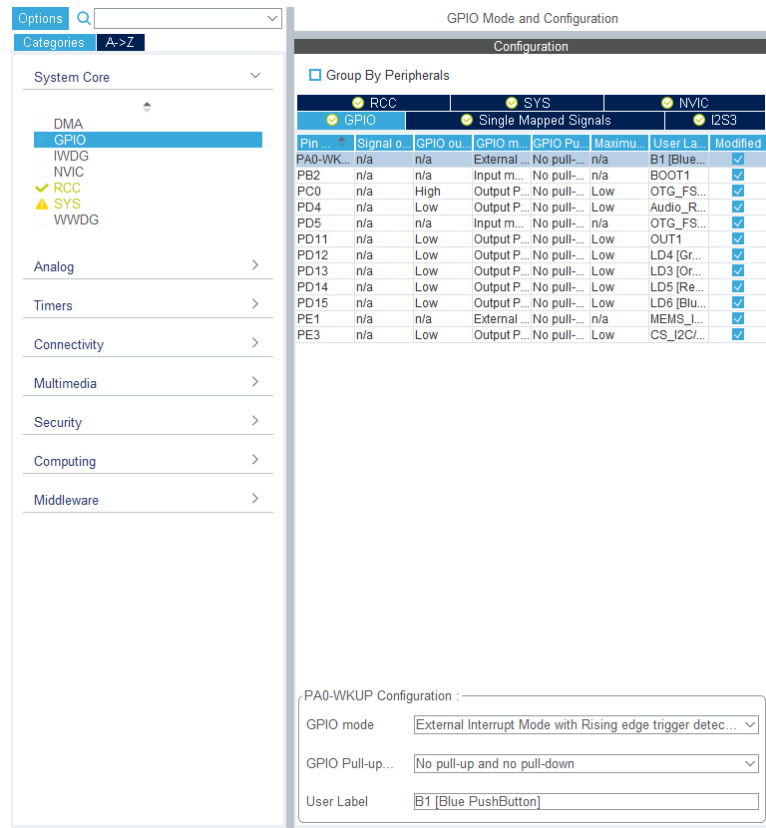 Options
Categories A->Z
System Core
DMA
GPIO
IWDG
NVIC
RCC
SYS
WWDG
Analog
Timers
Connectivity
Multimedia
Security
Computing
Middleware
GPIO Mode and Configuration
Configuration
Group By Peripherals
RCC SYS NVIC
GPIO Single Mapped Signals I2S3
Pin ... Signal o... GPIO ou... GPIO m... GPIO Pu... Maximu... User La... Modified
PA0-WK... n/a n/a External ... No pull-... n/a B1 [Blue...
PB2 n/a n/a Input m... No pull-... n/a BOOT1
PC0 n/a High Output P... No pull-... Low OTG_FS...
PD4 n/a Low Output P... No pull-... Low Audio_R...
PD5 n/a n/a Input m... No pull-... n/a OTG_FS...
PD11 n/a Low Output P... No pull-... Low OUT1
PD12 n/a Low Output P... No pull-... Low LD4 [Gr...
PD13 n/a Low Output P... No pull-... Low LD3 [Or...
PD14 n/a Low Output P... No pull-... Low LD5 [Re...
PD15 n/a Low Output P... No pull-... Low LD6 [Blu...
PE1 n/a n/a External ... No pull-... n/a MEMS_I...
PE3 n/a Low Output P... No pull-... Low CS_I2C/...
PA0-WKUP Configuration :
GPIO mode External Interrupt Mode with Rising edge trigger detec...
GPIO Pull-up... No pull-up and no pull-down
User Label B1 [Blue PushButton]